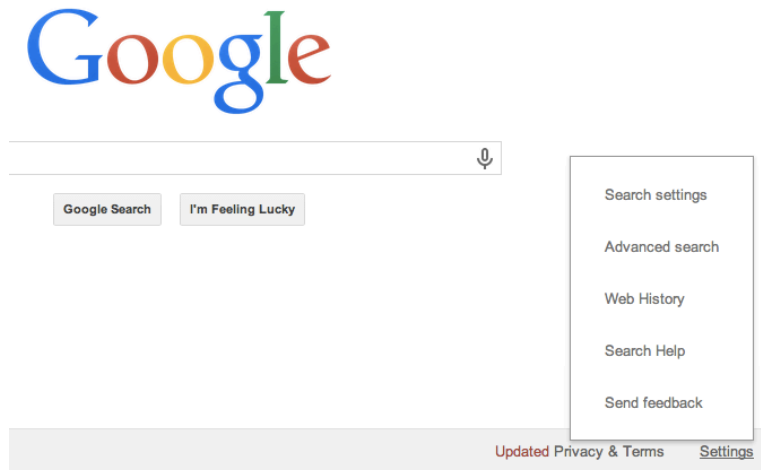 Google
Google Search I'm Feeling Lucky
Search settings
Advanced search
Web History
Search Help
Send feedback
Updated Privacy & Terms Settings